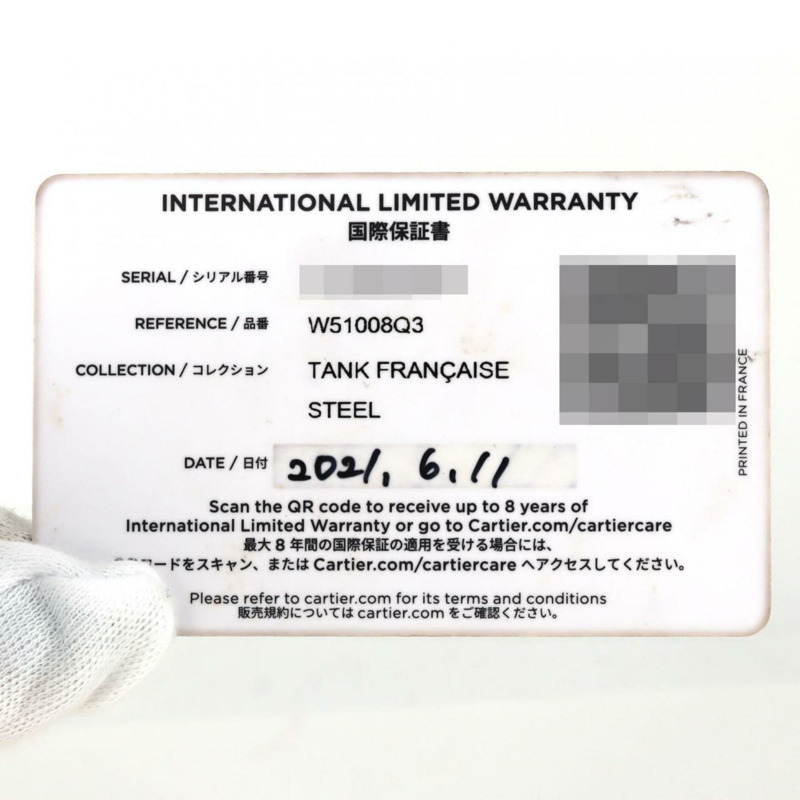 INTERNATIONAL LIMITED WARRANTY
国際保証書
SERIAL / シリアル番号
REFERENCE / 品番 W51008Q3
COLLECTION / コレクション TANK FRANÇAISE
STEEL
DATE / 日付 2021, 6, 11
Scan the QR code to receive up to 8 years of
International Limited Warranty or go to Cartier.com/cartiercare
最大 8 年間の国際保証の適用を受ける場合には、
コードをスキャン、または Cartier.com/cartiercare へアクセスしてください。
Please refer to cartier.com for its terms and conditions
販売規約については cartier.com をご確認ください。
PRINTED IN FRANCE